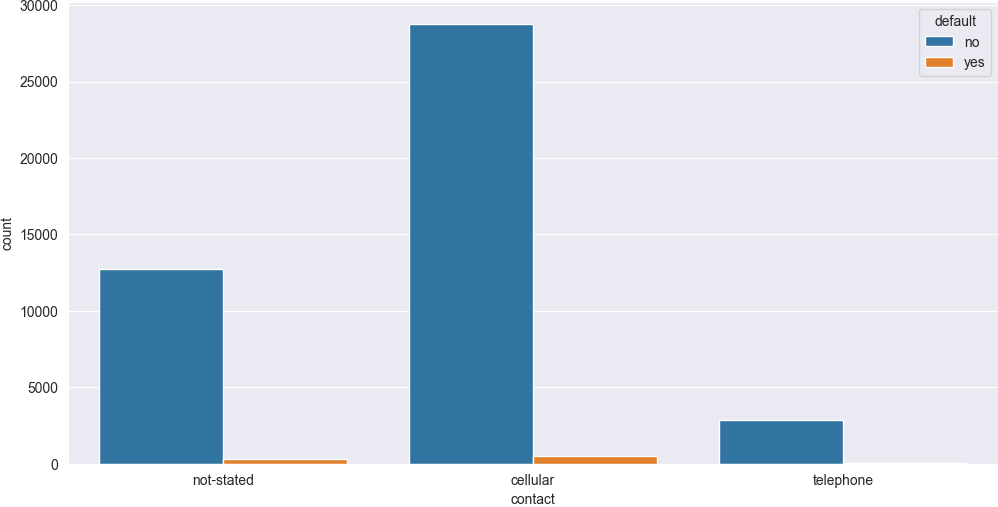 30000
25000
20000
15000
10000
5000
0
count
not-stated
cellular
telephone
contact
default
no
yes